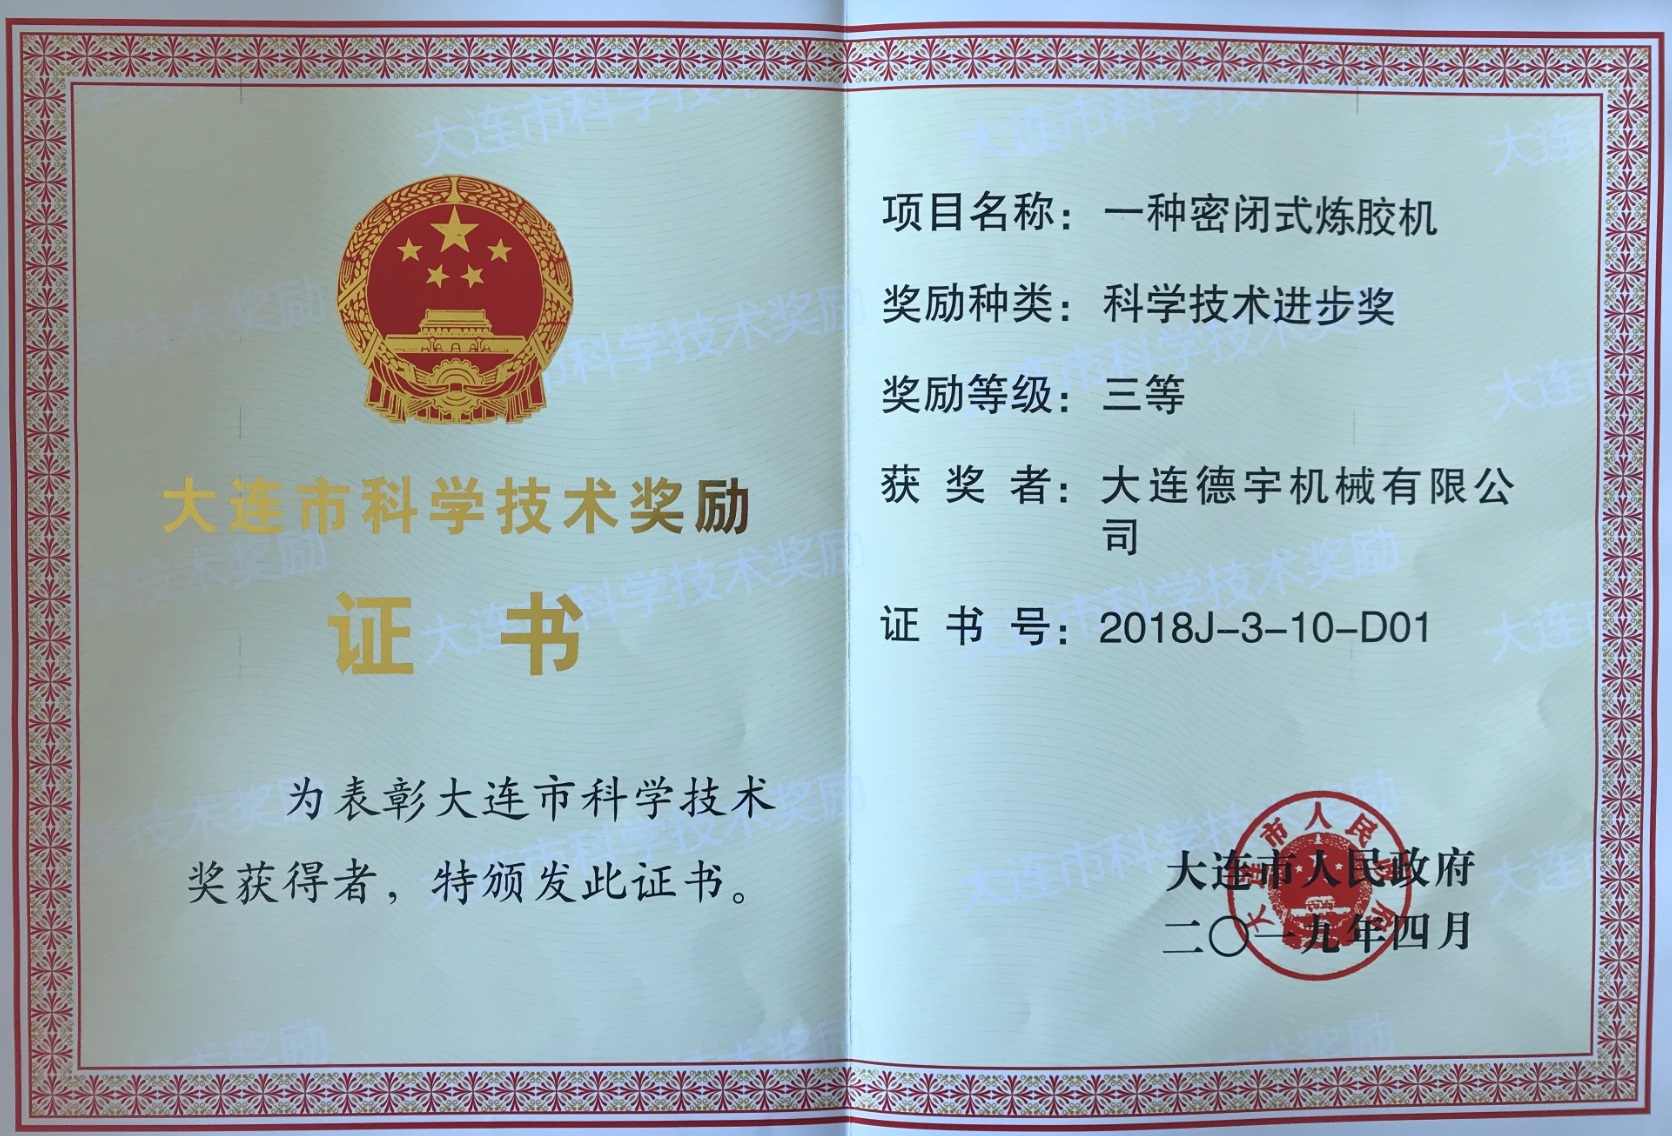 大连市科学技术奖励
证书
为表彰大连市科学技术
奖获得者，特颁发此证书。
项目名称：一种密闭式炼胶机
奖励种类：科学技术进步奖
奖励等级：三等
获奖者：大连德宇机械有限公
司
证书号：2018J-3-10-D01
大连市人民政府
二〇一九年四月